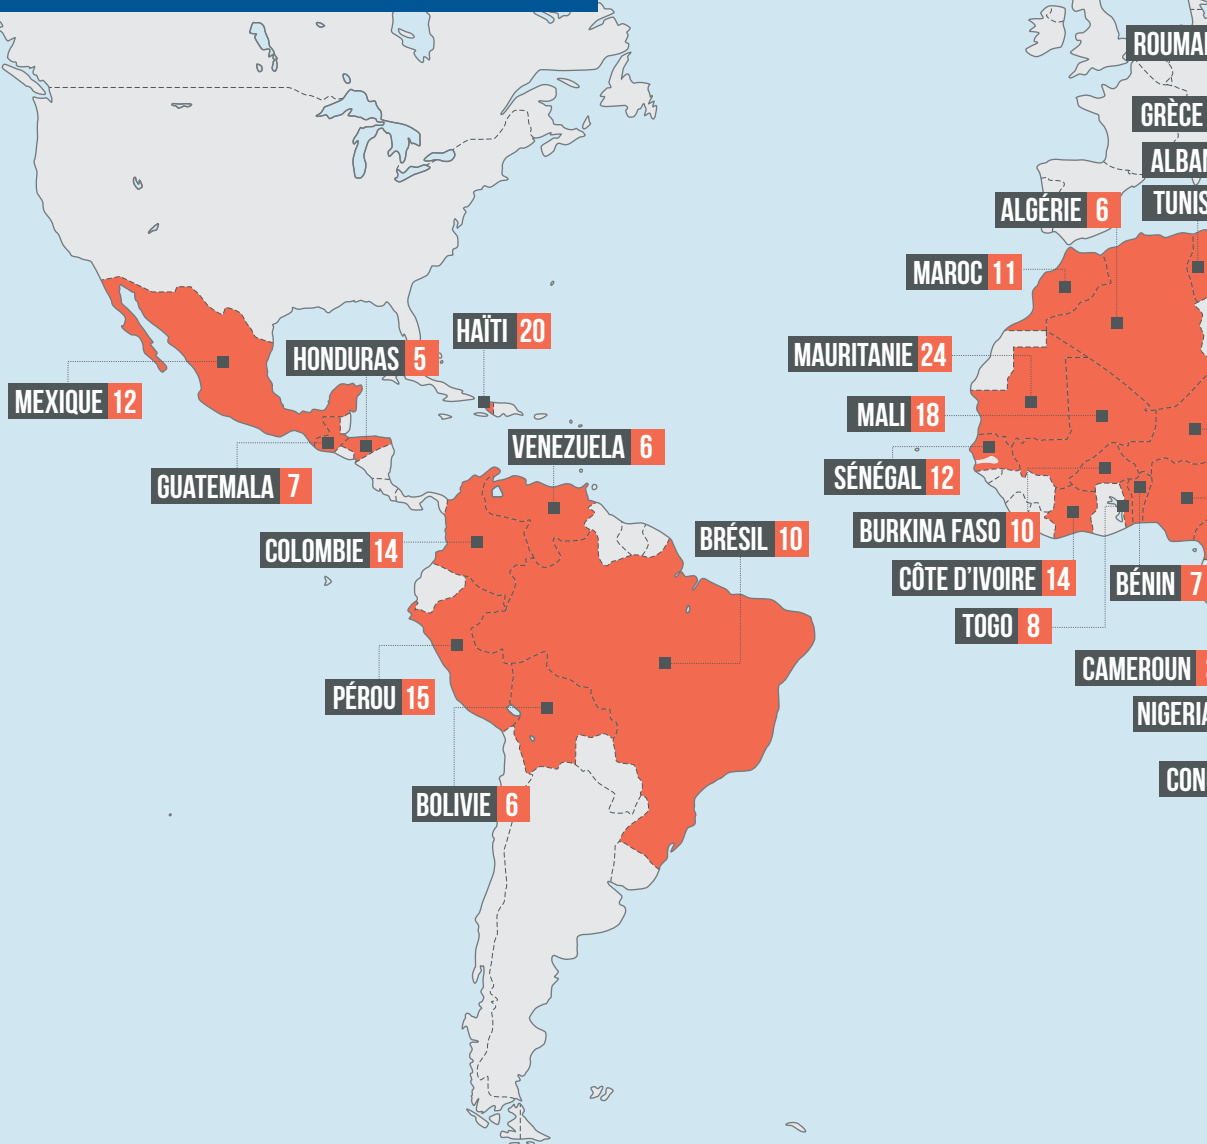 ROUMA
GRÈCE
ALBA
ALGÉRIE 6
TUNIS
MAROC 11
HAÏTI 20
HONDURAS 5
MAURITANIE 24
MEXIQUE 12
MALI 18
VENEZUELA 6
SÉNÉGAL 12
GUATEMALA 7
BURKINA FASO 10
BRÉSIL 10
COLOMBIE 14
CÔTE D'IVOIRE 14
BÉNIN 7
TOGO 8
CAMEROUN
PÉROU 15
NIGERIA
CON
BOLIVIE 6